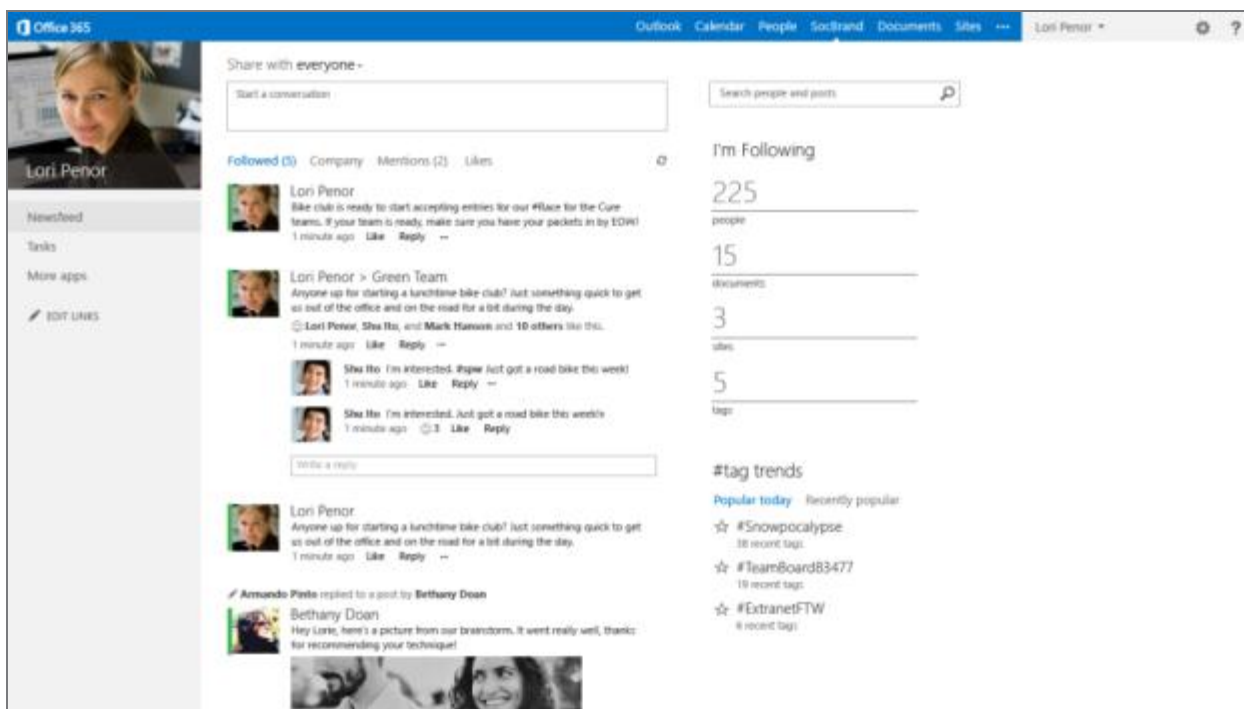 Office 365
Outlook Calendar People SocBrand Documents Sites ••• Lori Penor ?
Lori Penor
Newsfeed
Tasks
More apps
EDIT LINKS
Share with everyone
Start a conversation
Followed (5) Company Mentions (2) Likes
Lori Penor
Bike club is ready to start accepting entries for our #Race for the Cure
teams. If your team is ready, make sure you have your packets in by EOW!
1 minute ago Like Reply •••
Lori Penor > Green Team
Anyone up for starting a lunchtime bike club? Just something quick to get
us out of the office and on the road for a bit during the day.
Lori Penor, Shu Ito, and Mark Hanson and 10 others like this.
1 minute ago Like Reply •••
Shu Ito I'm interested. #spw Just got a road bike this week!
1 minute ago Like Reply •••
Shu Ito I'm interested. Just got a road bike this week!v
1 minute ago 3 Like Reply
Write a reply
Lori Penor
Anyone up for starting a lunchtime bike club? Just something quick to get
us out of the office and on the road for a bit during the day.
1 minute ago Like Reply •••
Armando Pinto replied to a post by Bethany Doan
Bethany Doan
Hey Lorie, here's a picture from our brainstorm. It went really well, thanks
for recommending your technique!
Search people and posts
I'm Following
225
people
15
documents
3
sites
5
tags
#tag trends
Popular today Recently popular
#Snowpocalypse
38 recent tags
#TeamBoard83477
19 recent tags
#ExtranetFTW
6 recent tags